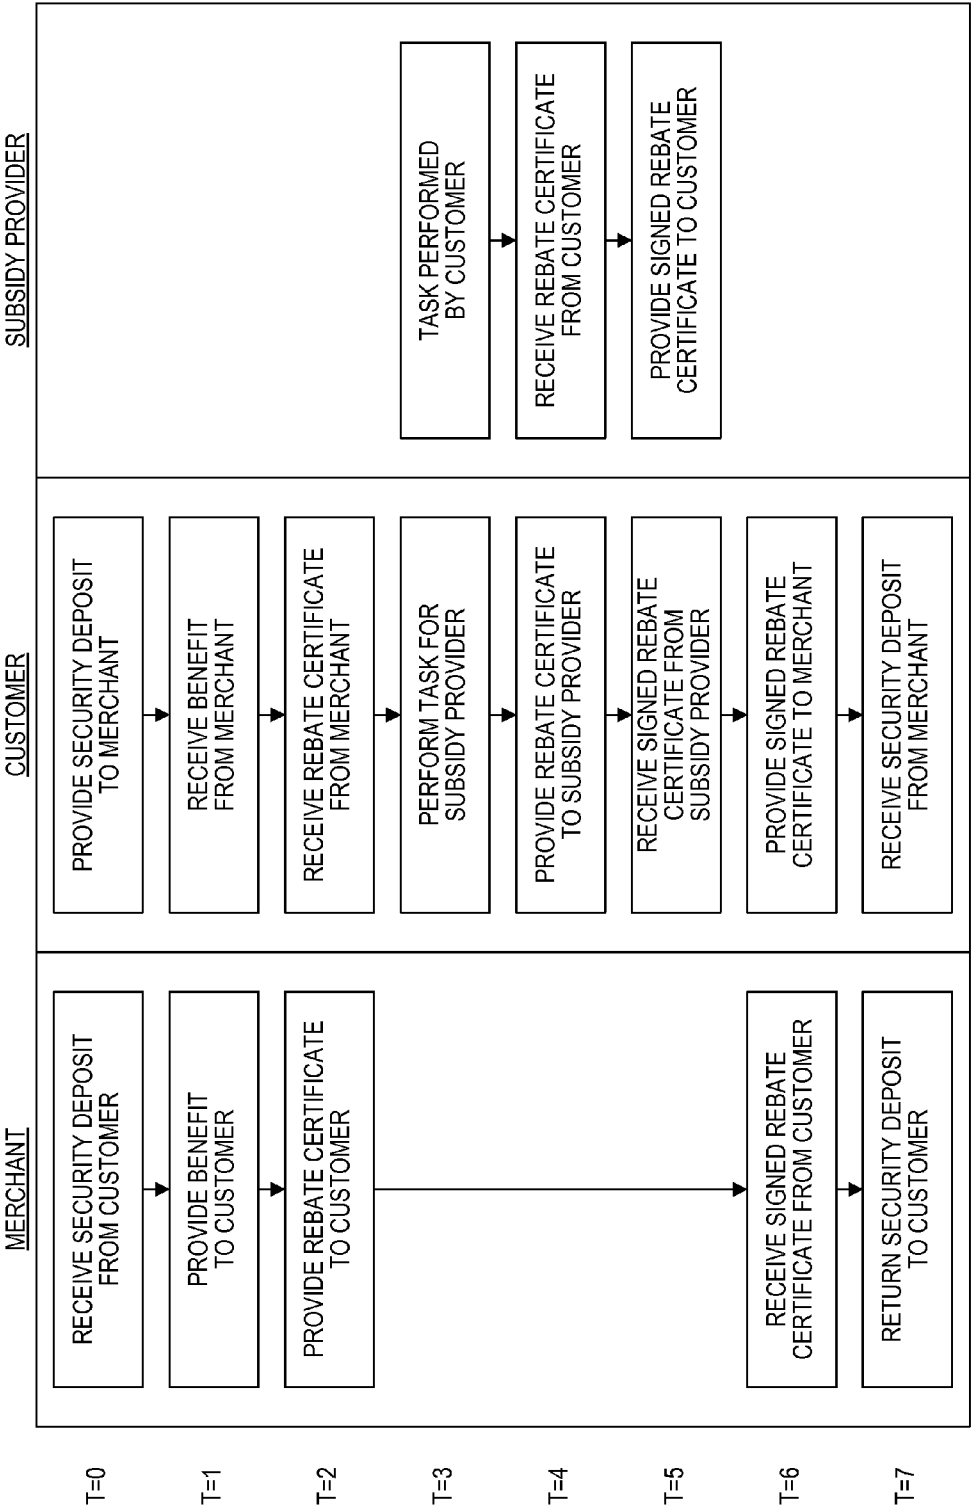 MERCHANT
CUSTOMER
SUBSIDY PROVIDER
T=0
RECEIVE SECURITY DEPOSIT
FROM CUSTOMER
PROVIDE SECURITY DEPOSIT
TO MERCHANT
T=1
PROVIDE BENEFIT
TO CUSTOMER
RECEIVE BENEFIT
FROM MERCHANT
T=2
PROVIDE REBATE CERTIFICATE
TO CUSTOMER
RECEIVE REBATE CERTIFICATE
FROM MERCHANT
T=3
PERFORM TASK FOR
SUBSIDY PROVIDER
TASK PERFORMED
BY CUSTOMER
T=4
PROVIDE REBATE CERTIFICATE
TO SUBSIDY PROVIDER
RECEIVE REBATE CERTIFICATE
FROM CUSTOMER
T=5
RECEIVE SIGNED REBATE
CERTIFICATE FROM
SUBSIDY PROVIDER
PROVIDE SIGNED REBATE
CERTIFICATE TO CUSTOMER
T=6
RECEIVE SIGNED REBATE
CERTIFICATE FROM CUSTOMER
PROVIDE SIGNED REBATE
CERTIFICATE TO MERCHANT
T=7
RETURN SECURITY DEPOSIT
TO CUSTOMER
RECEIVE SECURITY DEPOSIT
FROM MERCHANT